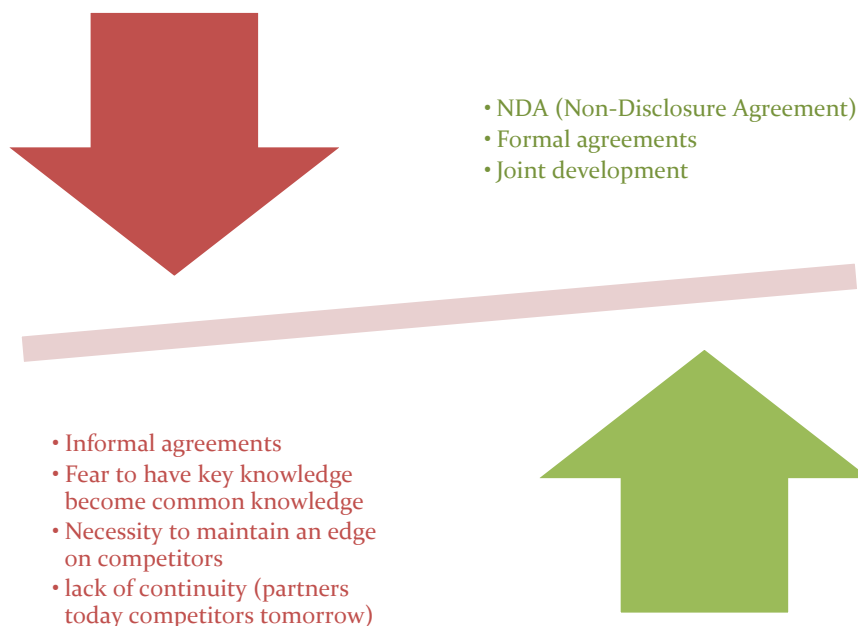 • NDA (Non-Disclosure Agreement)
• Formal agreements
• Joint development
• Informal agreements
• Fear to have key knowledge
become common knowledge
• Necessity to maintain an edge
on competitors
• lack of continuity (partners
today competitors tomorrow)